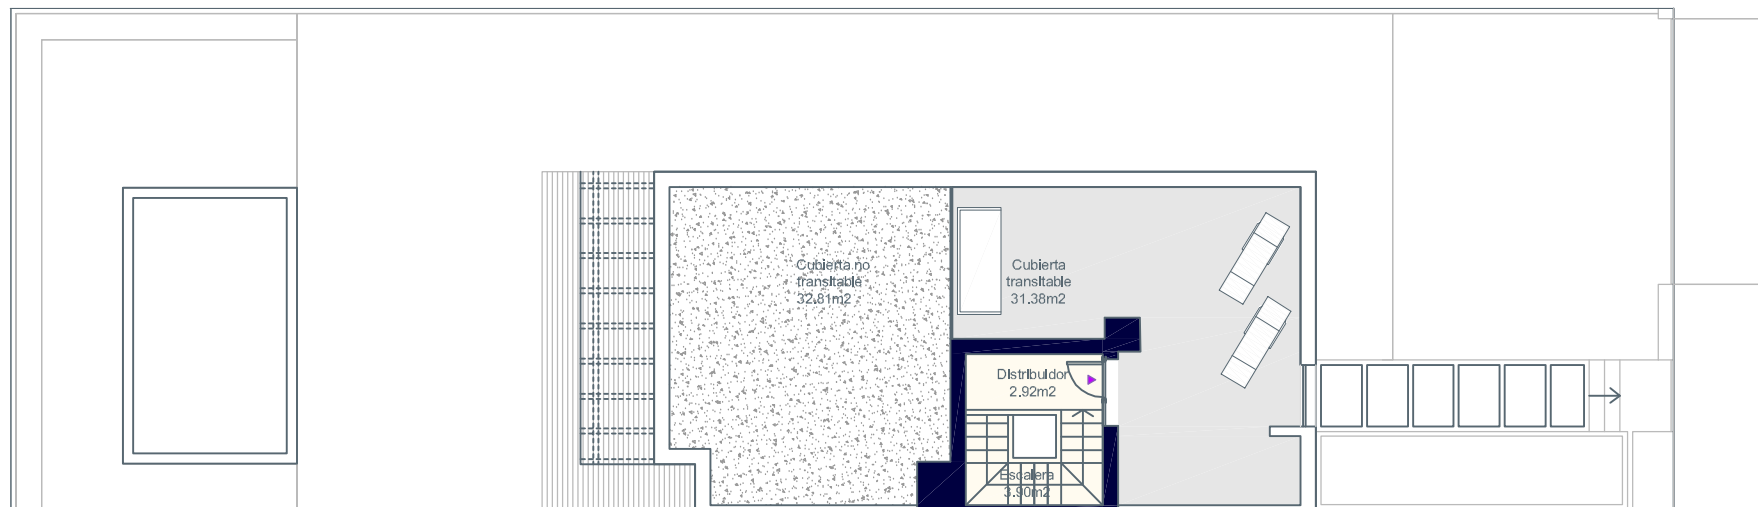 Cubierta no
transitable
32.81m2
Cubierta
transitable
31.38m2
Distribuidor
2.92m2
Escalera
3.90m2